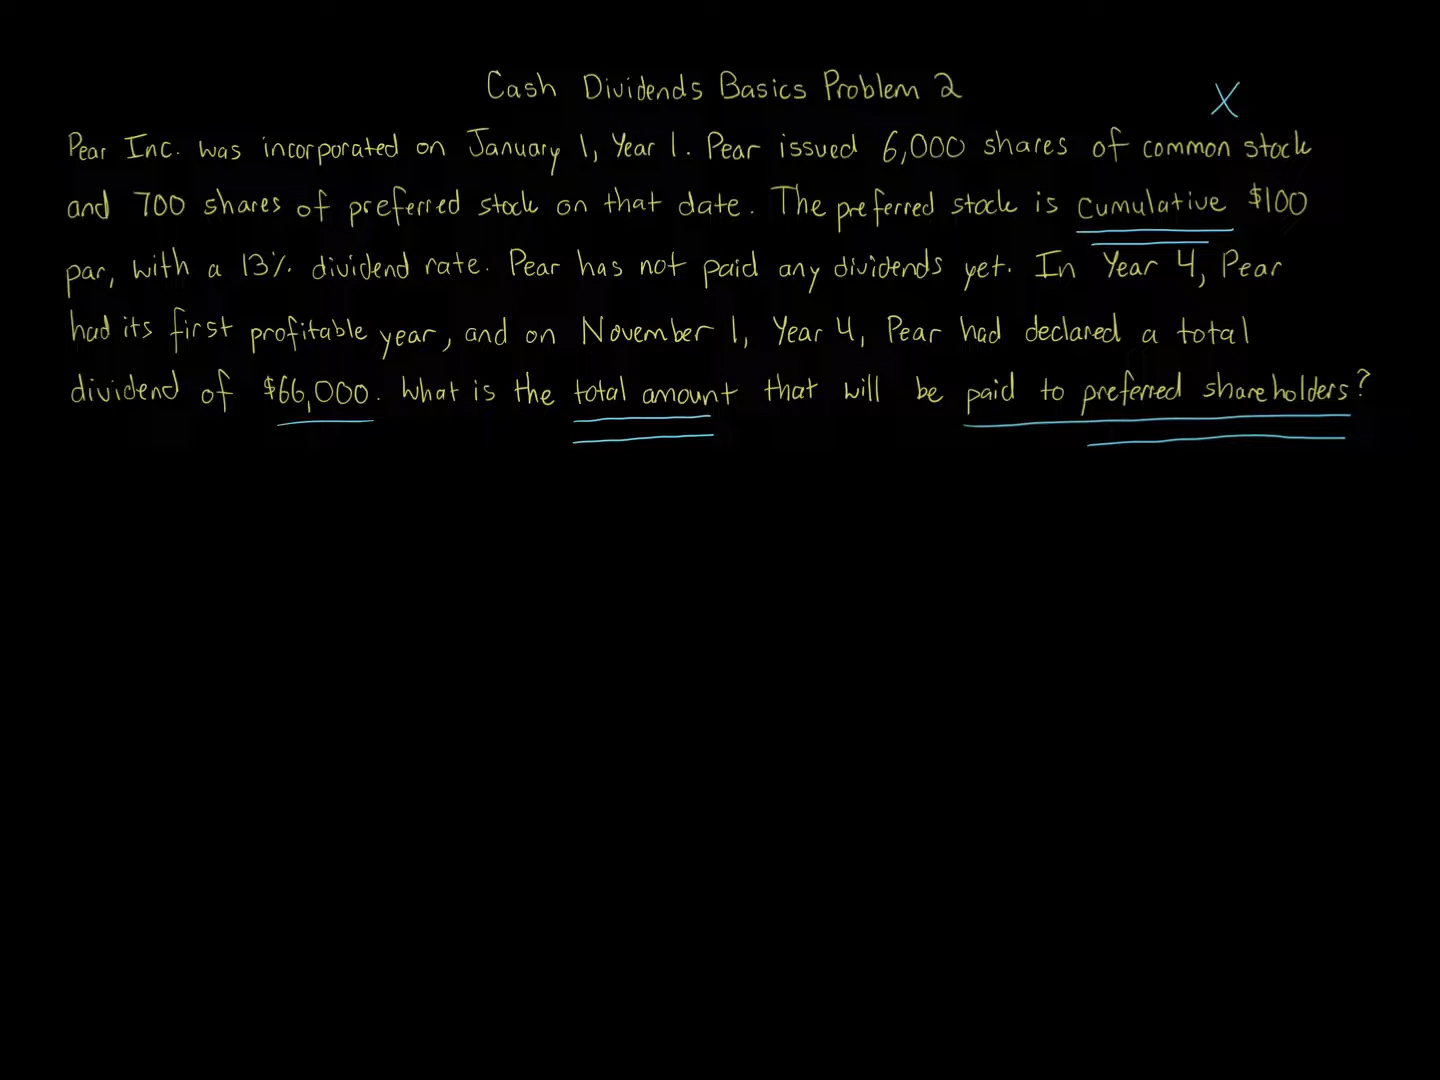 Cash Dividends Basics Problem 2
X
Pear Inc. was incorporated on January 1, Year 1. Pear issued 6,000 shares of common stock
and 700 shares of preferred stock on that date. The preferred stock is cumulative $100
par, with a 13% dividend rate. Pear has not paid any dividends yet. In Year 4, Pear
had its first profitable year, and on November 1, Year 4, Pear had declared a total
dividend of $66,000. What is the total amount that will be paid to preferred shareholders?